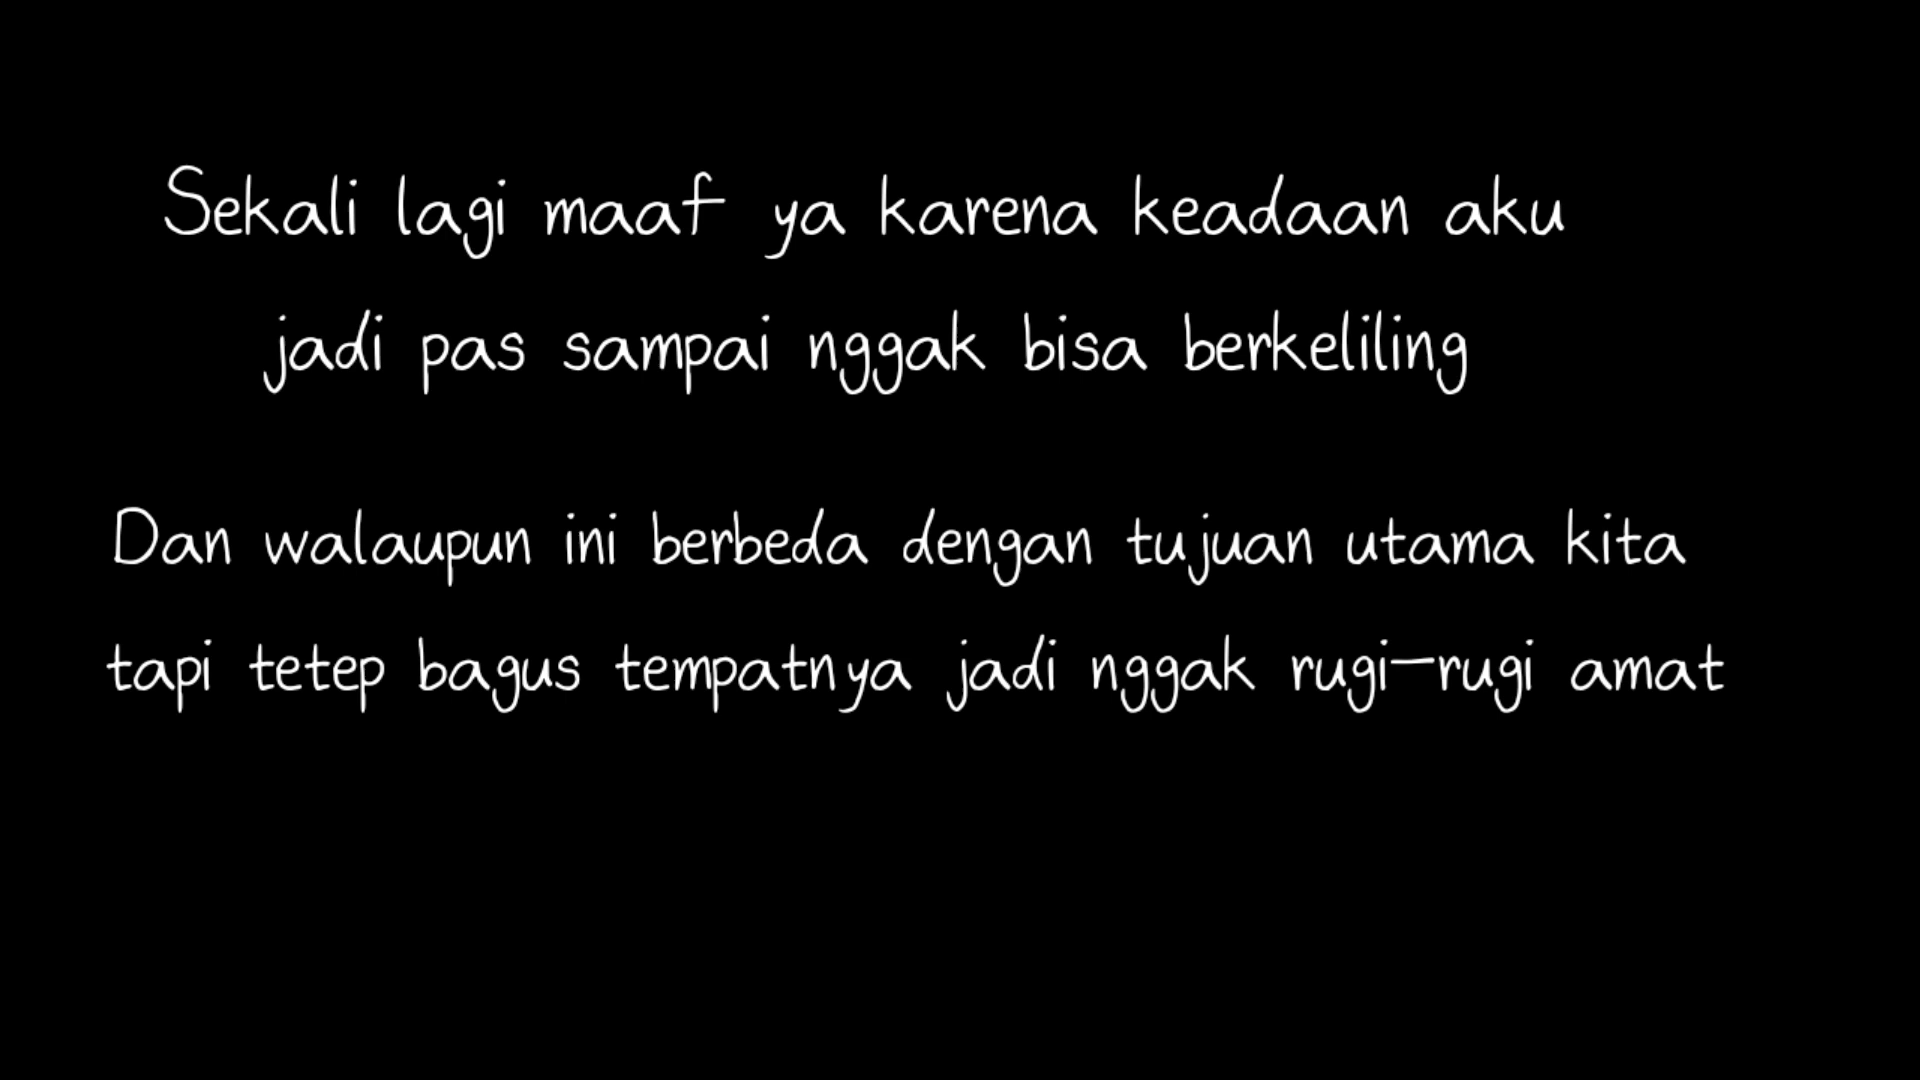 Sekali lagi maaf ya karena keadaan aku
jadi pas sampai nggak bisa berkeliling
Dan walaupun ini berbeda dengan tujuan utama kita
tapi tetep bagus tempatnya jadi nggak rugi-rugi amat